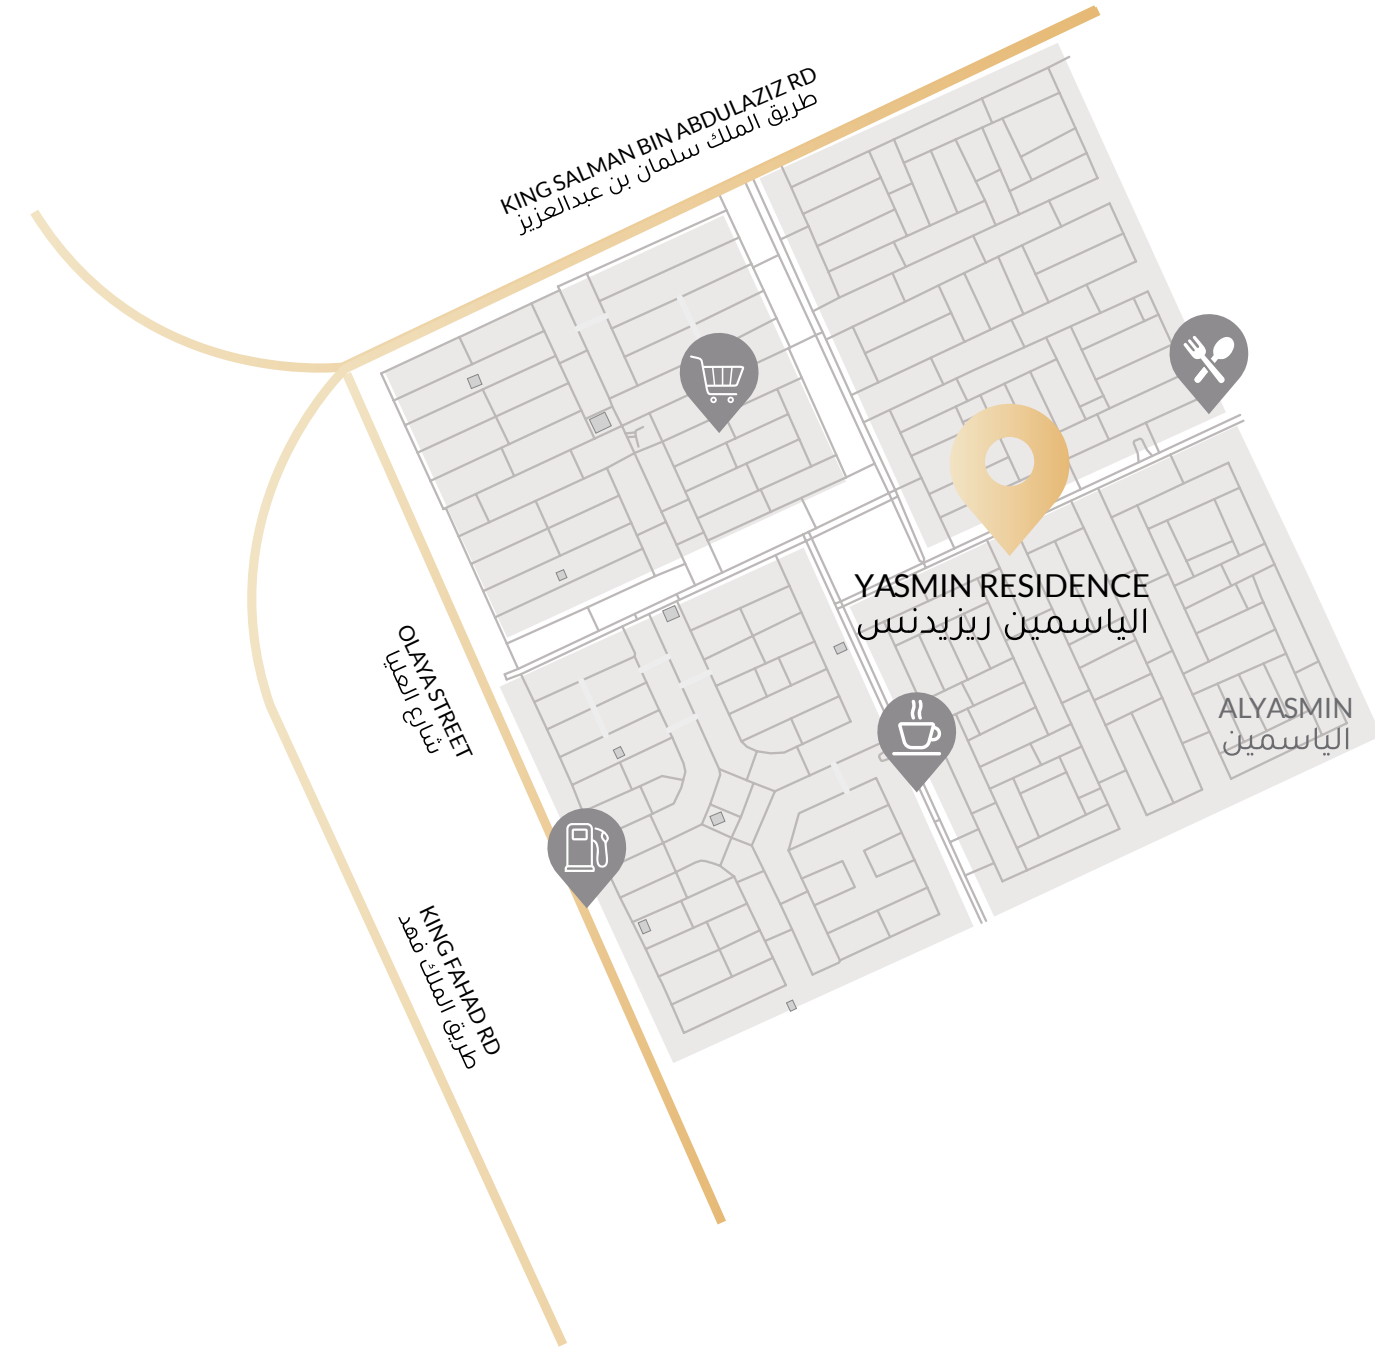 KING SALMAN BIN ABDULAZIZ RD
طريق الملك سلمان بن عبدالعزيز
YASMIN RESIDENCE
الياسمين ريزيدنس
OLAYA STREET
شارع العليا
ALYASMIN
الياسمين
KING FAHAD RD
طريق الملك فهد